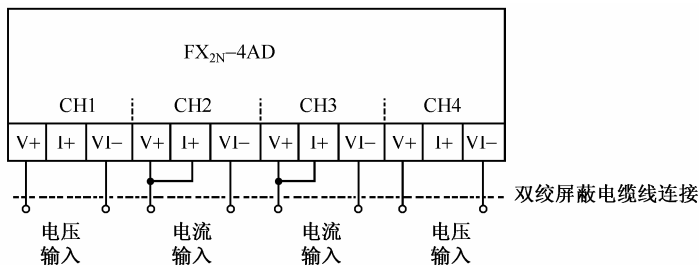 FX2N-4AD
CH1 CH2 CH3 CH4
V+ I+ VI- V+ I+ VI- V+ I+ VI- V+ I+ VI-
双绞屏蔽电缆线连接
电压 电流 电流 电压
输入 输入 输入 输入